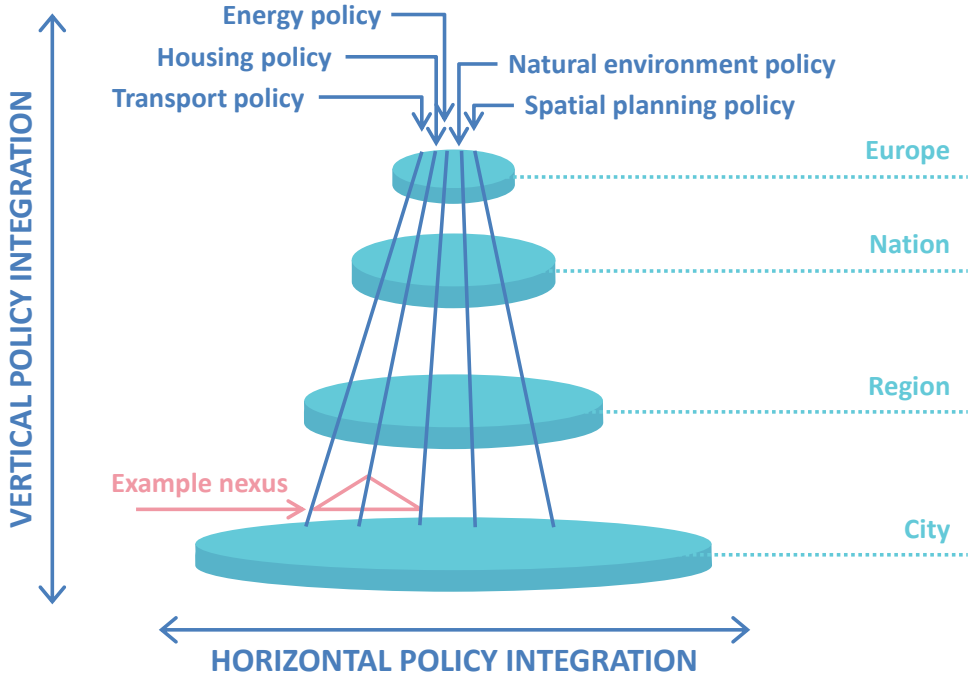 Energy policy
Housing policy
Natural environment policy
Transport policy
Spatial planning policy
Europe
Nation
Region
Example nexus
City
VERTICAL POLICY INTEGRATION
HORIZONTAL POLICY INTEGRATION